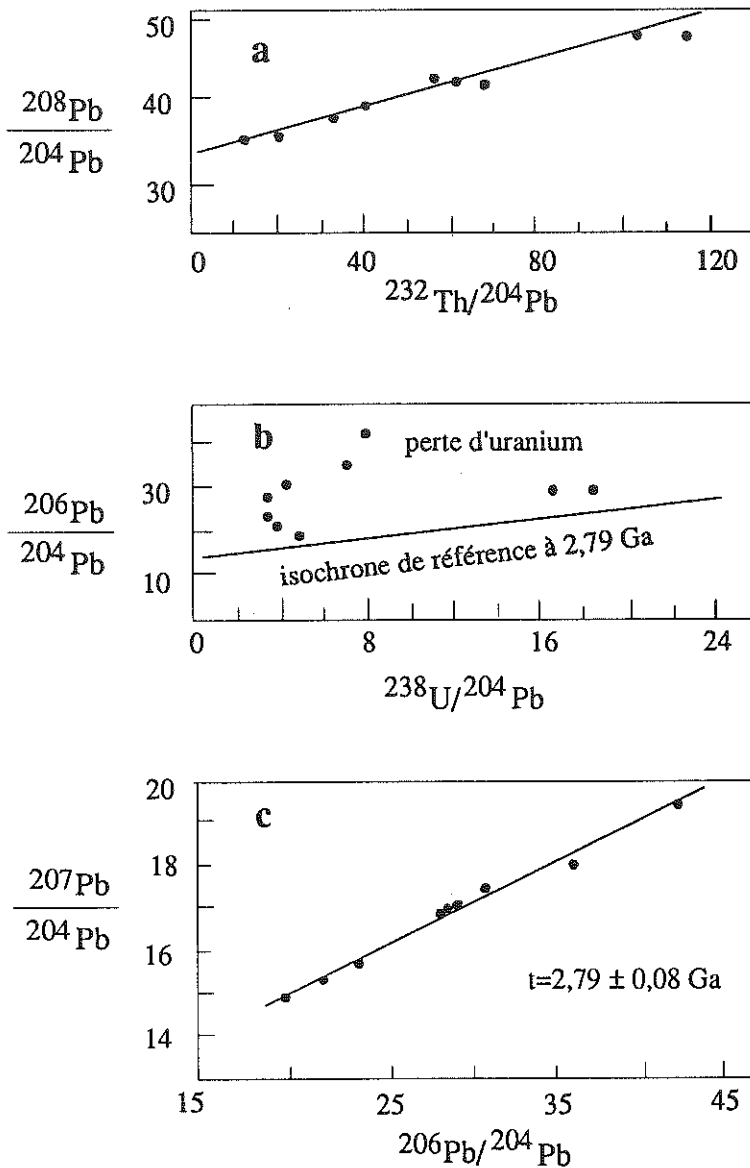 a
50
40
30
²⁰⁸Pb
²⁰⁴Pb
0 40 80 120
²³²Th/²⁰⁴Pb
b
perte d'uranium
30
10
²⁰⁶Pb
²⁰⁴Pb
isochrone de référence à 2,79 Ga
0 8 16 24
²³⁸U/²⁰⁴Pb
c
20
18
16
14
²⁰⁷Pb
²⁰⁴Pb
t=2,79 ± 0,08 Ga
15 25 35 45
²⁰⁶Pb/²⁰⁴Pb